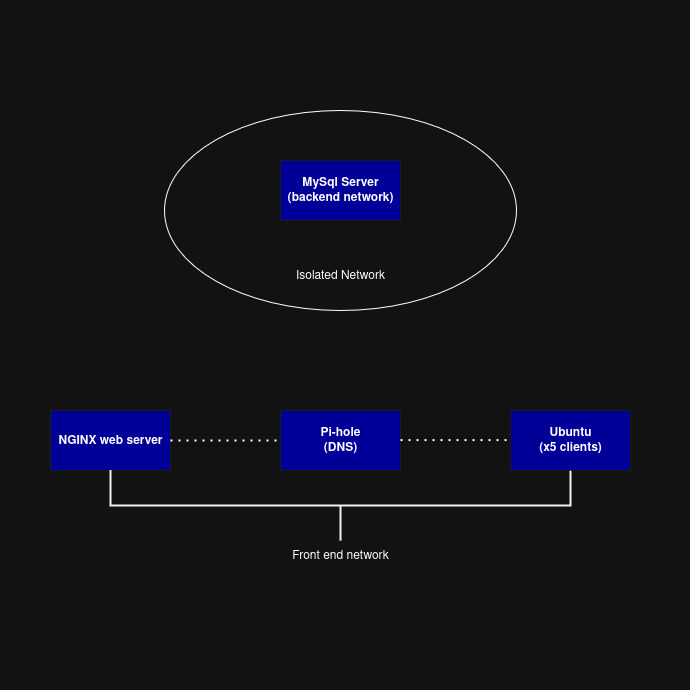 MySql Server
(backend network)
Isolated Network
NGINX web server
Pi-hole
(DNS)
Ubuntu
(x5 clients)
Front end network